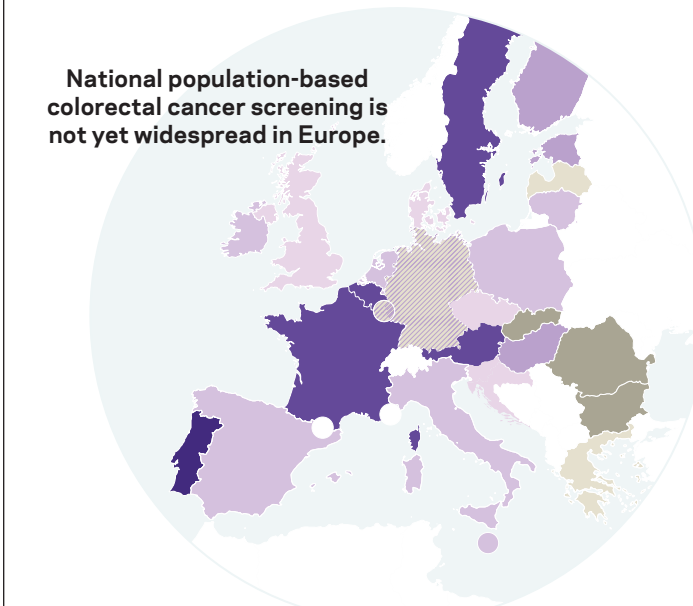 National population-based
colorectal cancer screening is
not yet widespread in Europe.